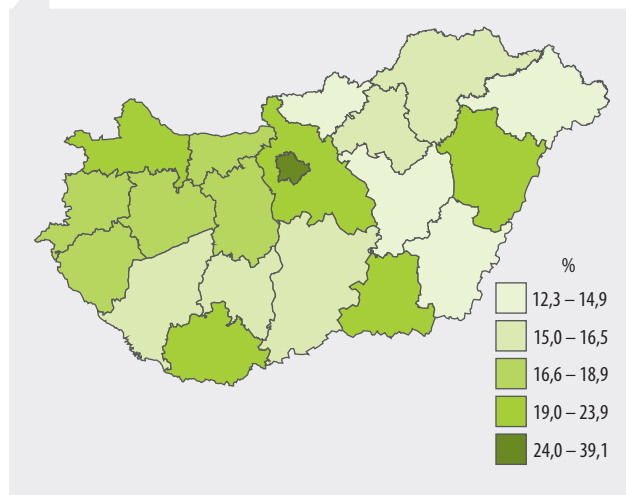 %
12,3 – 14,9
15,0 – 16,5
16,6 – 18,9
19,0 – 23,9
24,0 – 39,1